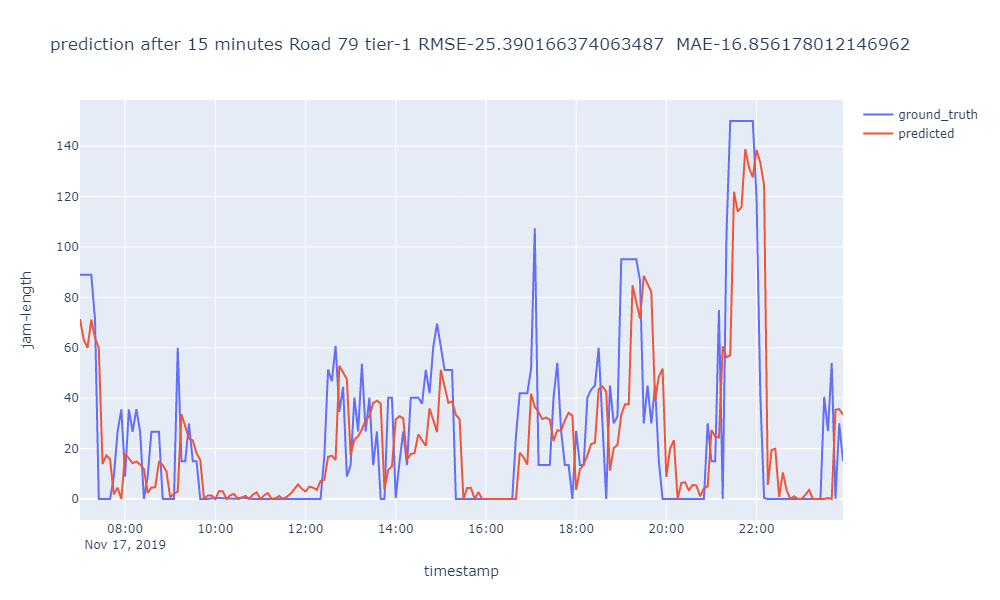 prediction after 15 minutes Road 79 tier-1 RMSE-25.390166374063487  MAE-16.856178012146962
ground_truth
predicted
140
120
100
80
60
40
20
0
jam-length
08:00 10:00 12:00 14:00 16:00 18:00 20:00 22:00
Nov 17, 2019
timestamp